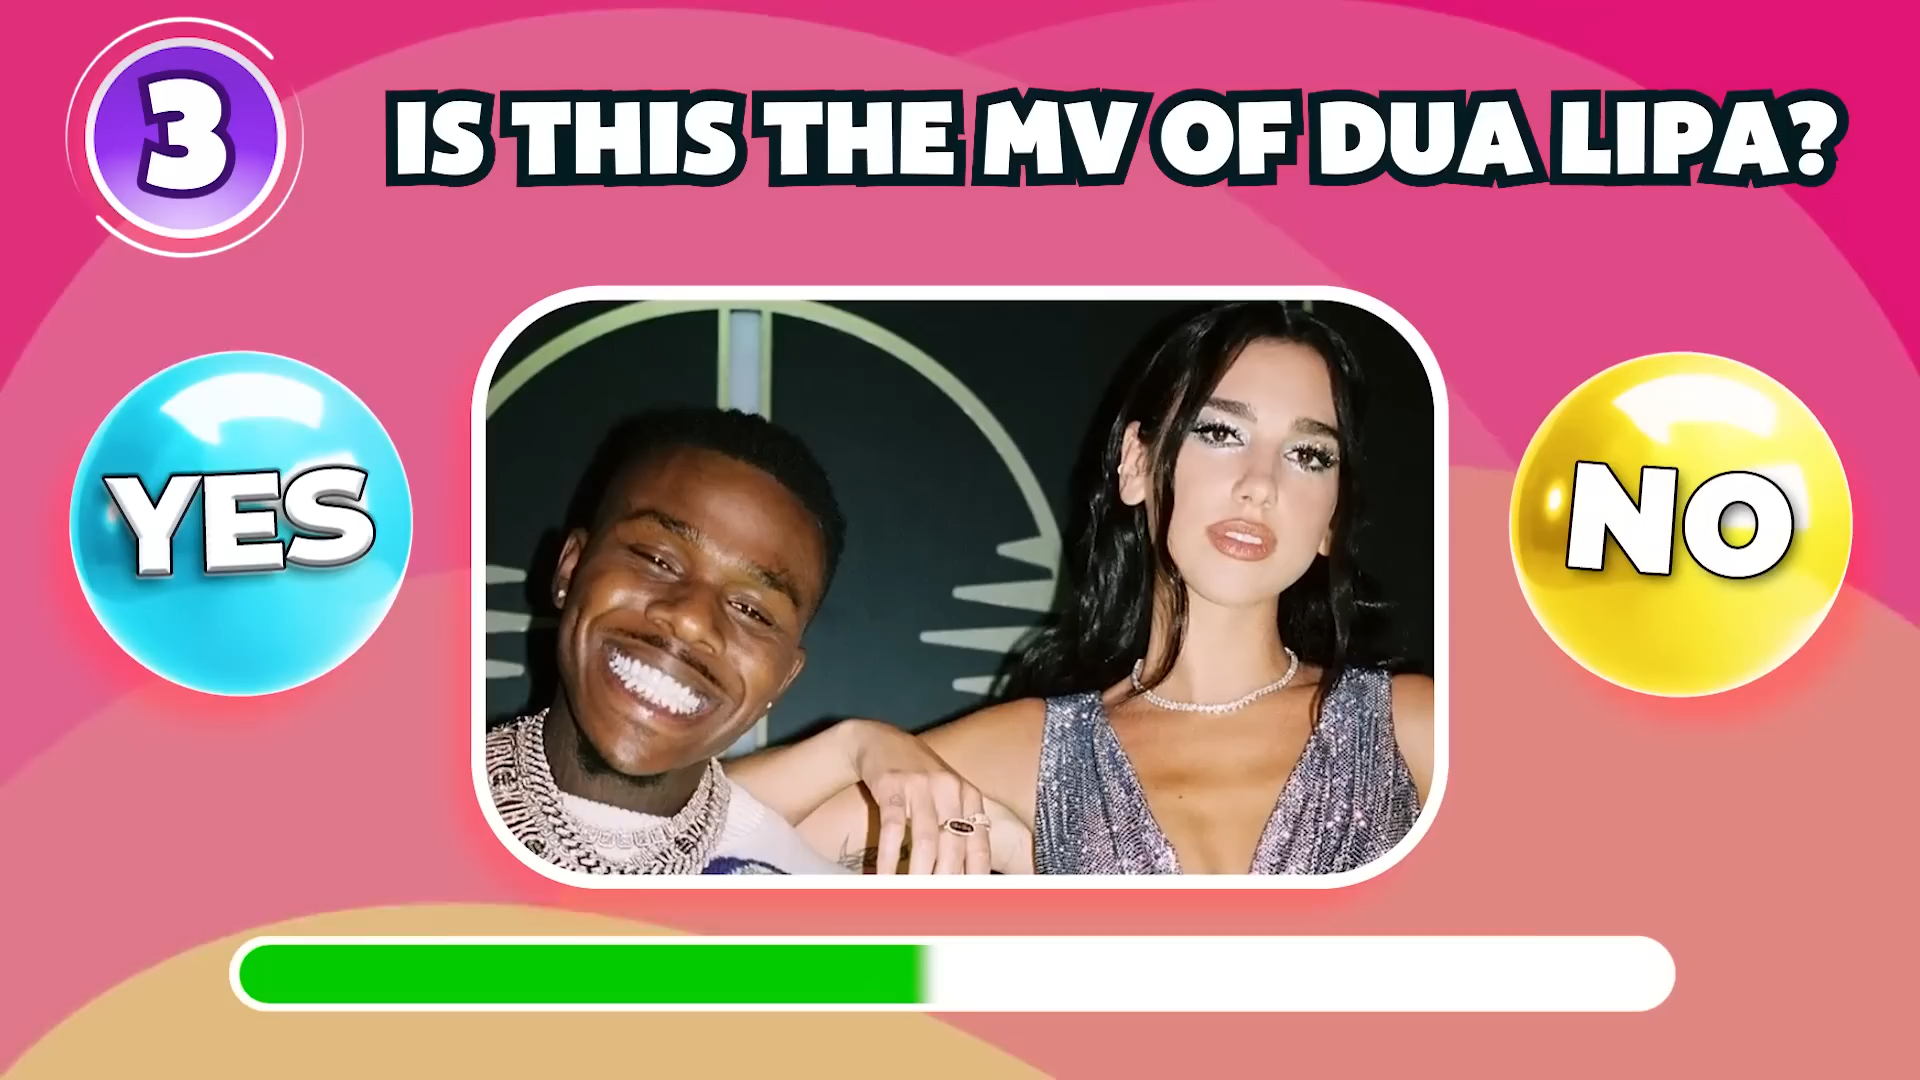 3
IS THIS THE MV OF DUA LIPA?
YES
NO